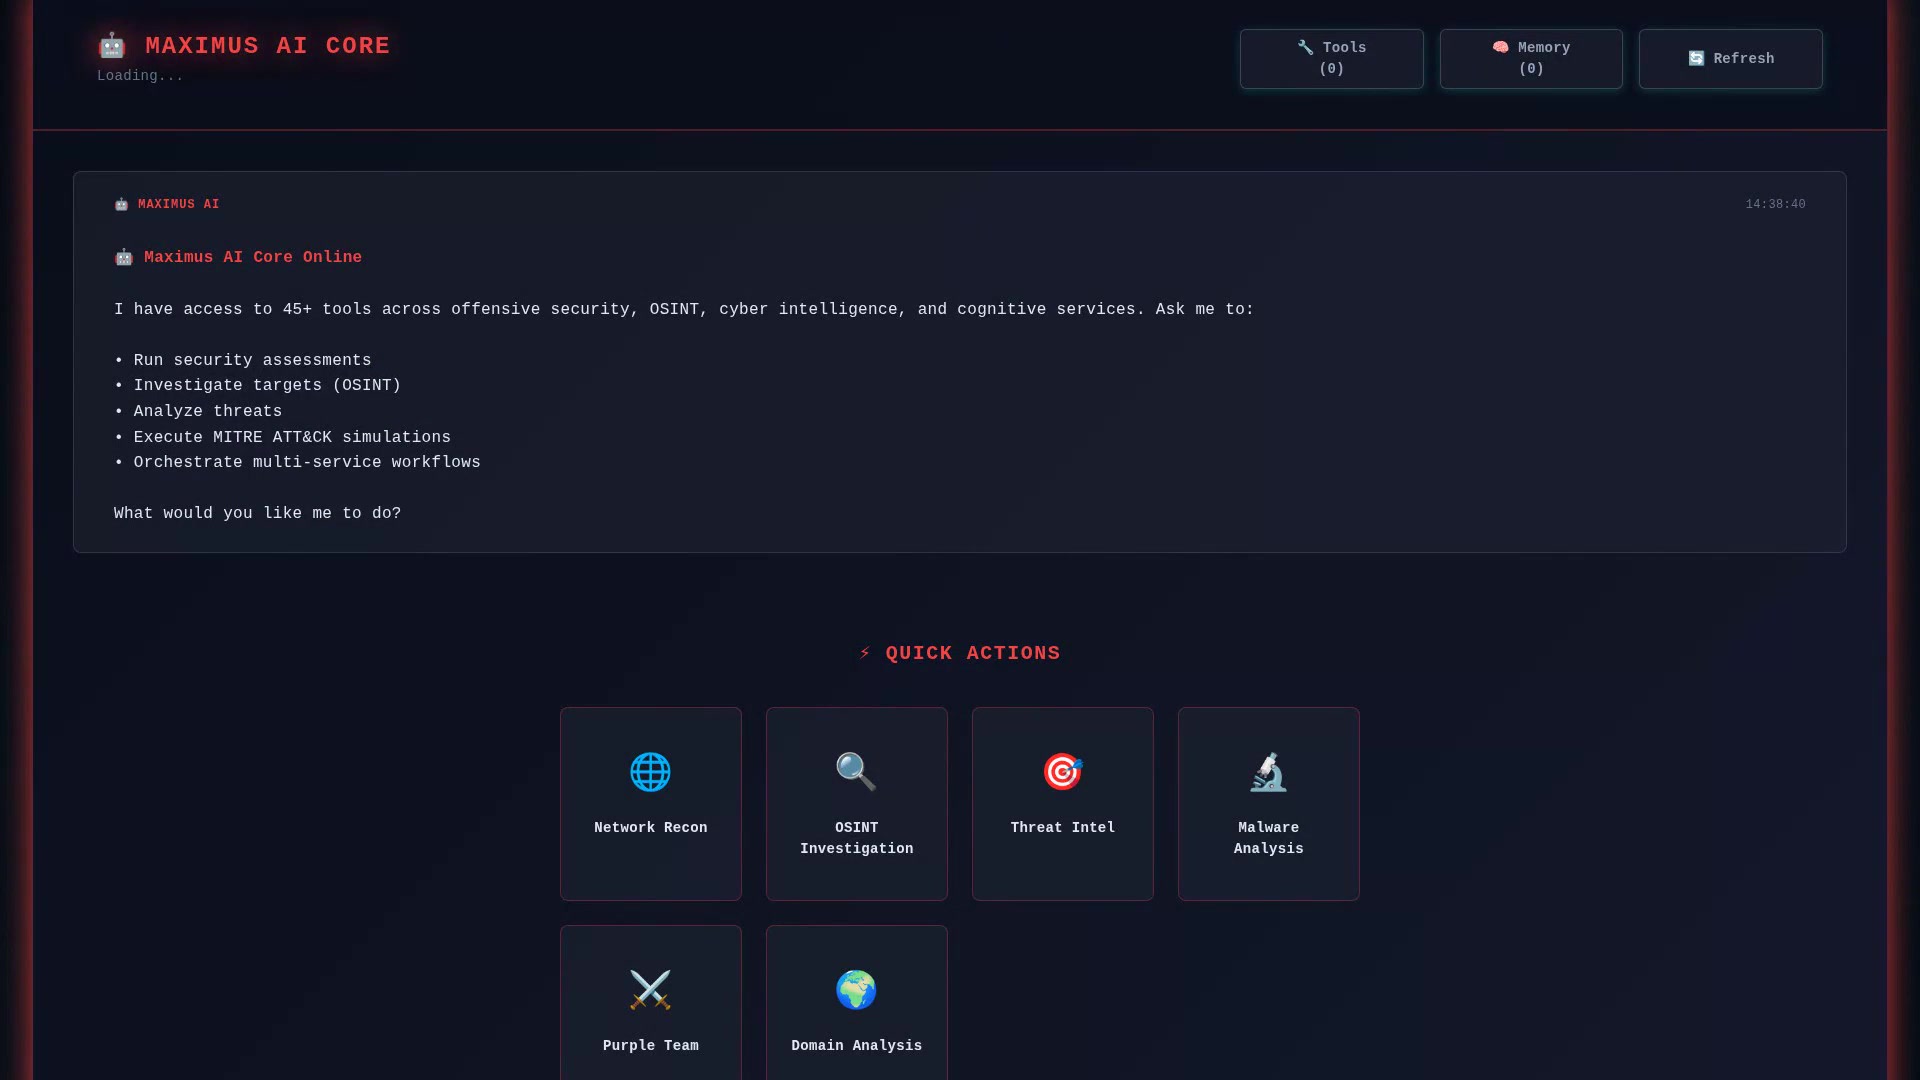 MAXIMUS AI CORE
Loading...
Tools
(0)
Memory
(0)
Refresh
MAXIMUS AI
14:38:40
Maximus AI Core Online
I have access to 45+ tools across offensive security, OSINT, cyber intelligence, and cognitive services. Ask me to:
• Run security assessments
• Investigate targets (OSINT)
• Analyze threats
• Execute MITRE ATT&CK simulations
• Orchestrate multi-service workflows
What would you like me to do?
⚡ QUICK ACTIONS
Network Recon
OSINT
Investigation
Threat Intel
Malware
Analysis
Purple Team
Domain Analysis